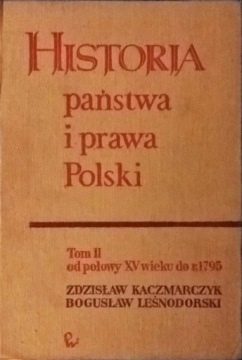 HISTORIA
państwa
i prawa
Polski
Tom II
od połowy XV wieku do r. 1795
ZDZISŁAW KACZMARCZYK
BOGUSŁAW LEŚNODORSKI